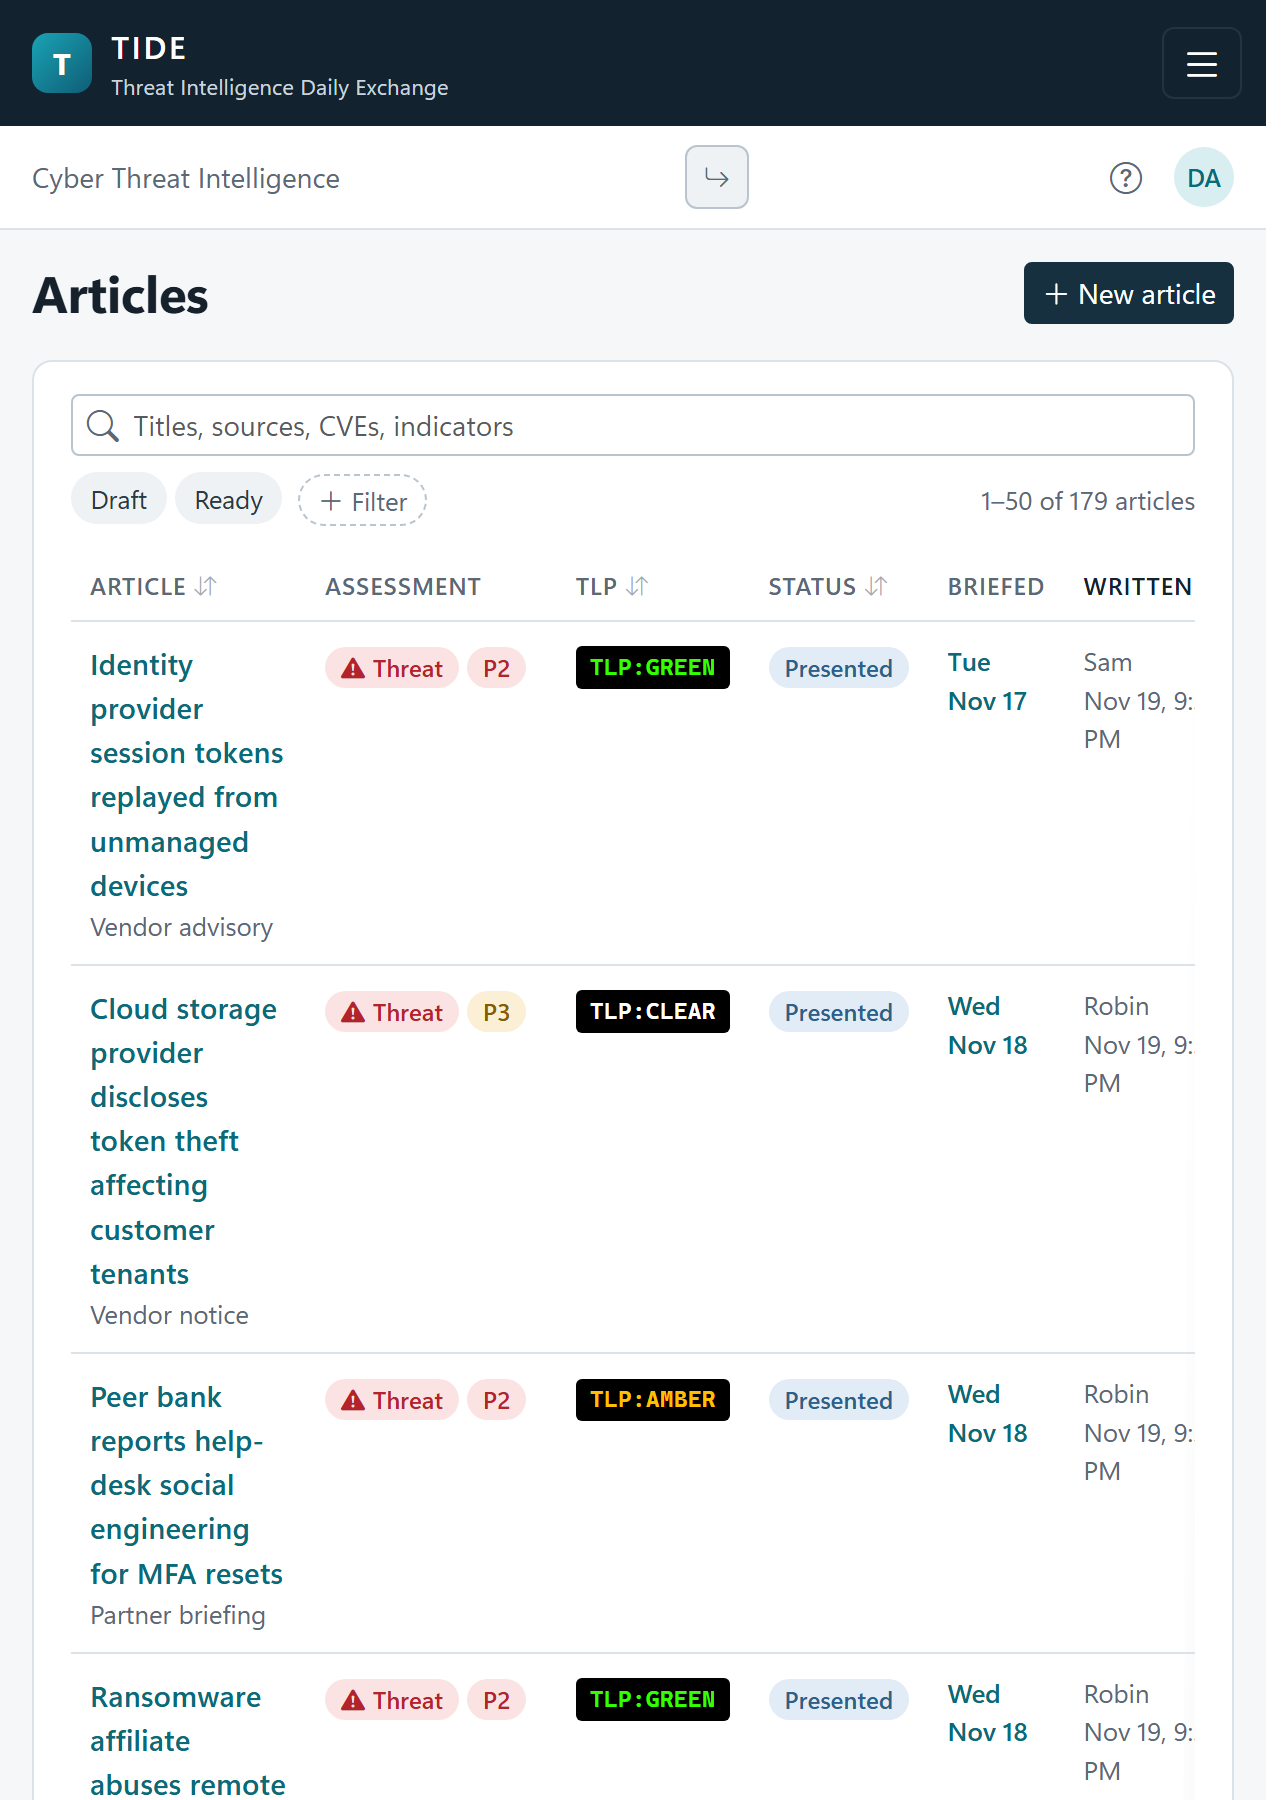 T
TIDE
Threat Intelligence Daily Exchange
Cyber Threat Intelligence
DA
Articles
+ New article
Titles, sources, CVEs, indicators
Draft
Ready
+ Filter
1–50 of 179 articles
ARTICLE
ASSESSMENT
TLP
STATUS
BRIEFED
WRITTEN
Identity
provider
session tokens
replayed from
unmanaged
devices
Vendor advisory
Threat
P2
TLP:GREEN
Presented
Tue
Nov 17
Sam
Nov 19, 9:
PM
Cloud storage
provider
discloses
token theft
affecting
customer
tenants
Vendor notice
Threat
P3
TLP:CLEAR
Presented
Wed
Nov 18
Robin
Nov 19, 9:
PM
Peer bank
reports help-
desk social
engineering
for MFA resets
Partner briefing
Threat
P2
TLP:AMBER
Presented
Wed
Nov 18
Robin
Nov 19, 9:
PM
Ransomware
affiliate
abuses remote
Threat
P2
TLP:GREEN
Presented
Wed
Nov 18
Robin
Nov 19, 9:
PM